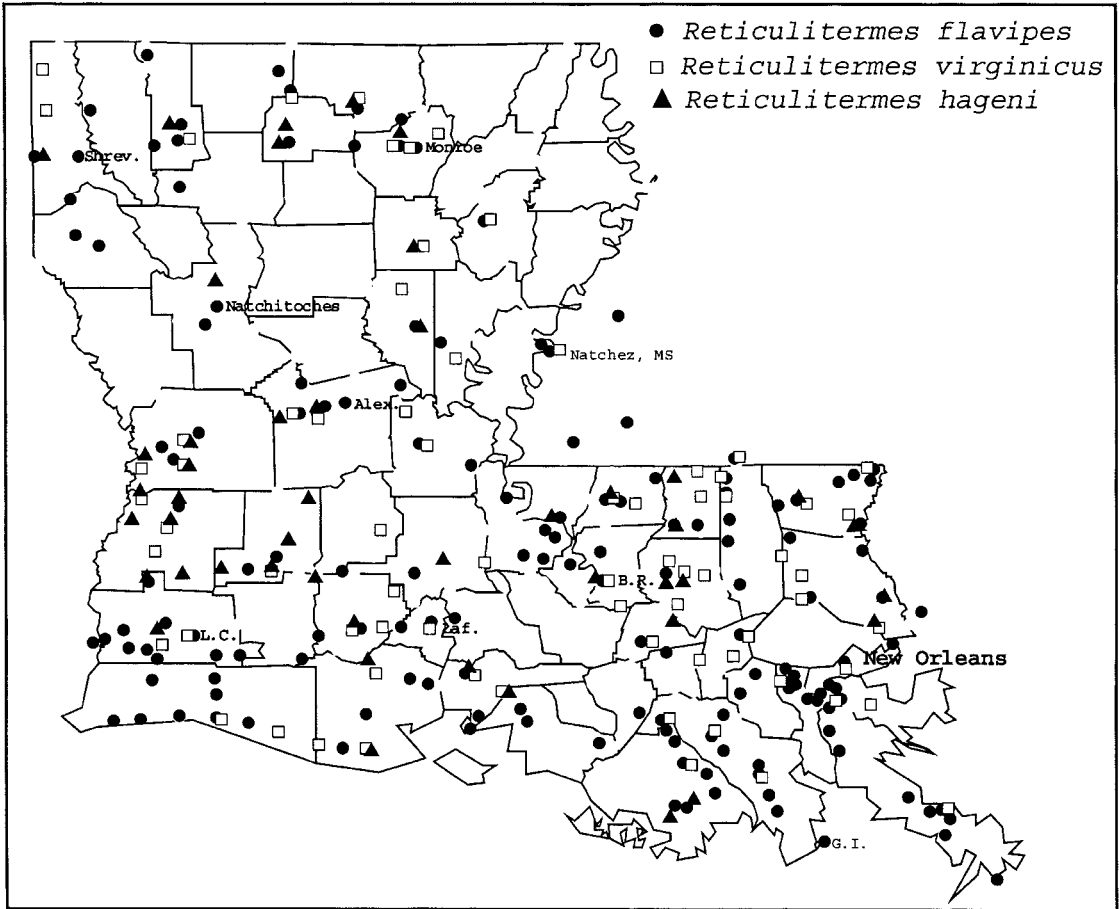 Reticulitermes flavipes
Reticulitermes virginicus
Reticulitermes hageni
Shrev.
Monroe
Natchitoches
Natchez, MS
Alex.
B.R.
L.C.
Laf.
New Orleans
G.I.